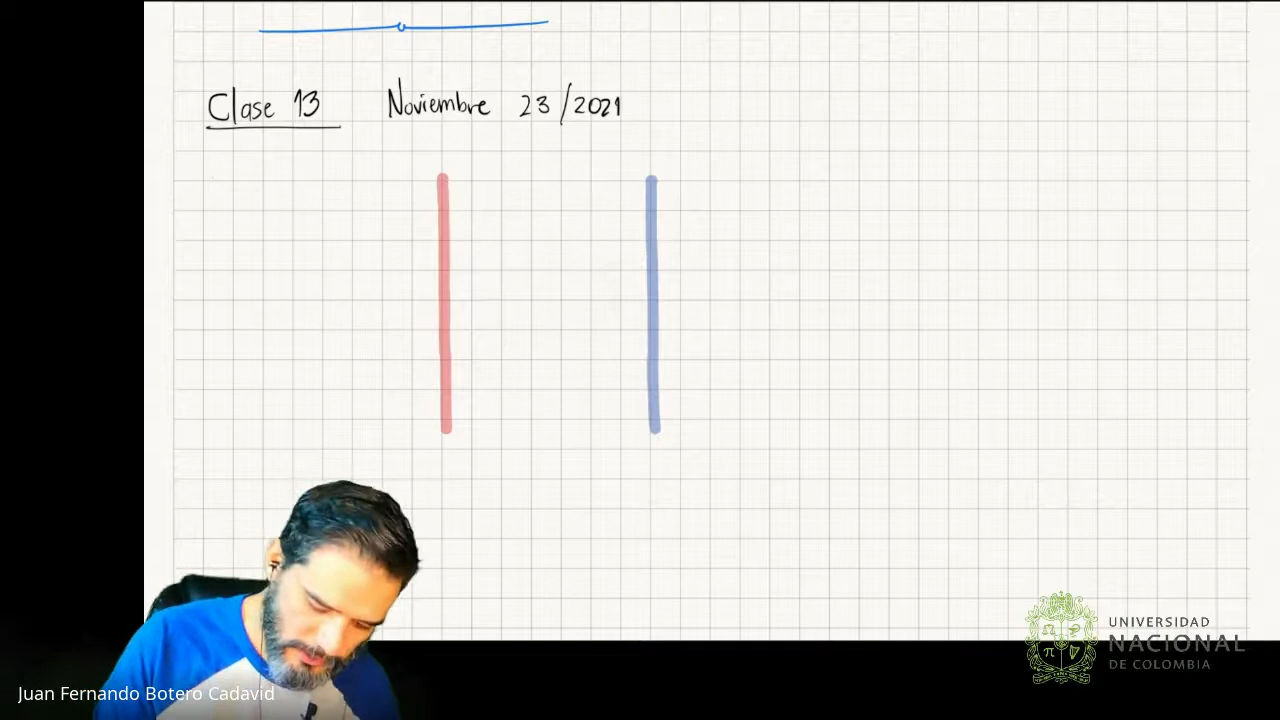 Clase 13 Noviembre 23/2021
UNIVERSIDAD
NACIONAL
DE COLOMBIA
Juan Fernando Botero Cadavid